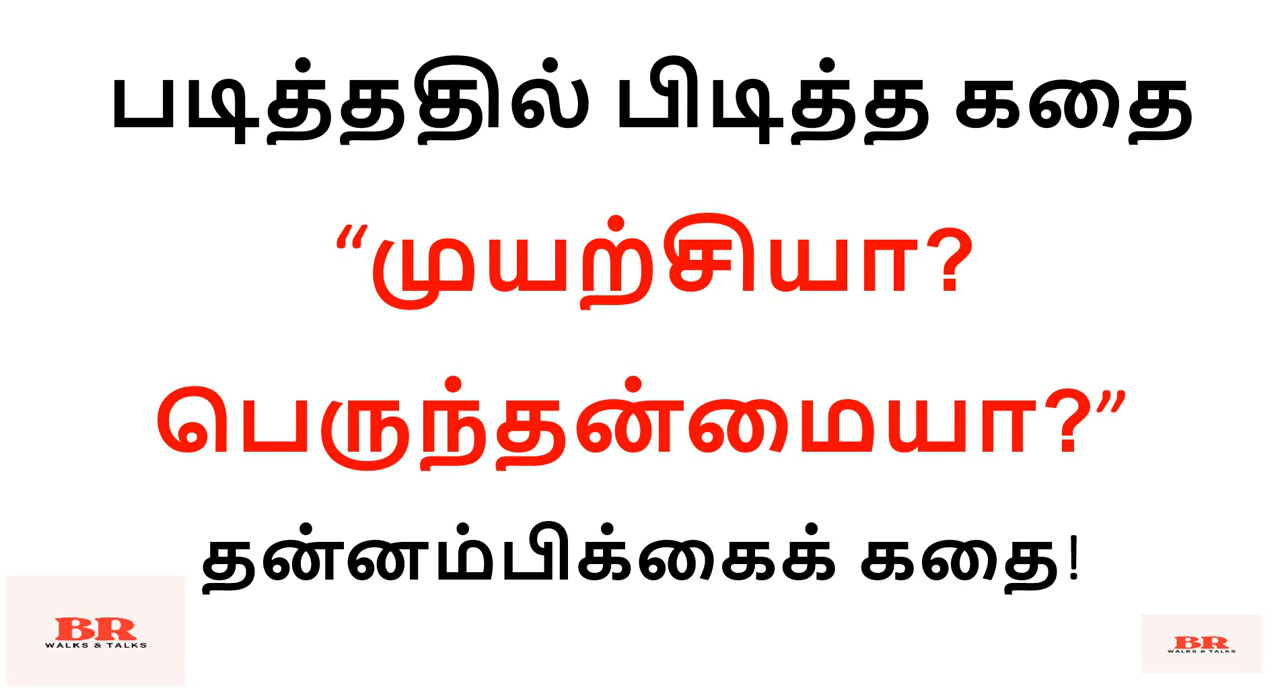 படித்ததில் பிடித்த கதை
“முயற்சியா?
பெருந்தன்மையா?”
தன்னம்பிக்கைக் கதை!
BR
WALKS & TALKS
BR
WALKS & TALKS